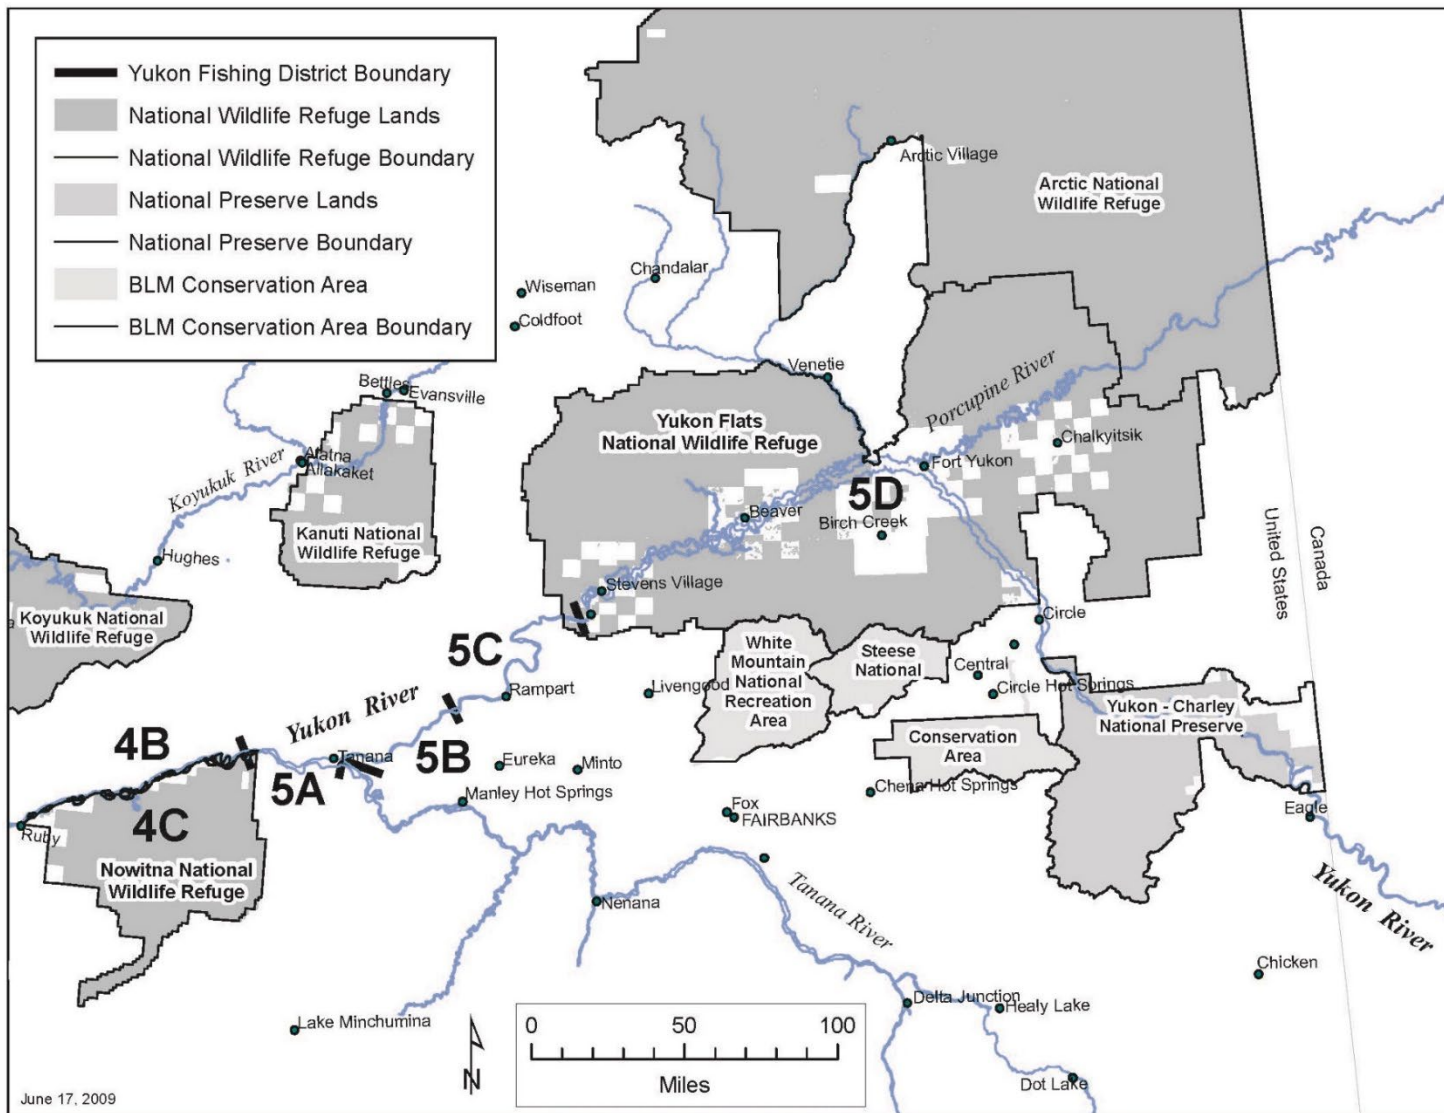 Yukon Fishing District Boundary
National Wildlife Refuge Lands
National Wildlife Refuge Boundary
National Preserve Lands
National Preserve Boundary
BLM Conservation Area
BLM Conservation Area Boundary
Arctic Village
Arctic National
Wildlife Refuge
Chandalar
Wiseman
Coldfoot
Venetie
Bettles
Evansville
Porcupine River
Yukon Flats
National Wildlife Refuge
Chalkyitsik
Alatna
Allakaket
Fort Yukon
Koyukuk River
5D
Beaver
Birch Creek
Kanuti National
Wildlife Refuge
United States
Canada
Hughes
Stevens Village
Koyukuk National
Wildlife Refuge
Circle
5C
White
Mountain
National
Recreation
Area
Steese
National
Central
Circle Hot Springs
Rampart
Livengood
Yukon River
Yukon - Charley
National Preserve
4B
Conservation
Area
Tanana
5B
5A
Eureka
Minto
Chena Hot Springs
Manley Hot Springs
4C
Fox
FAIRBANKS
Eagle
Ruby
Nowitna National
Wildlife Refuge
Nenana
Tanana River
Yukon River
Chicken
Delta Junction
Healy Lake
Lake Minchumina
0 50 100
Miles
N
Dot Lake
June 17, 2009